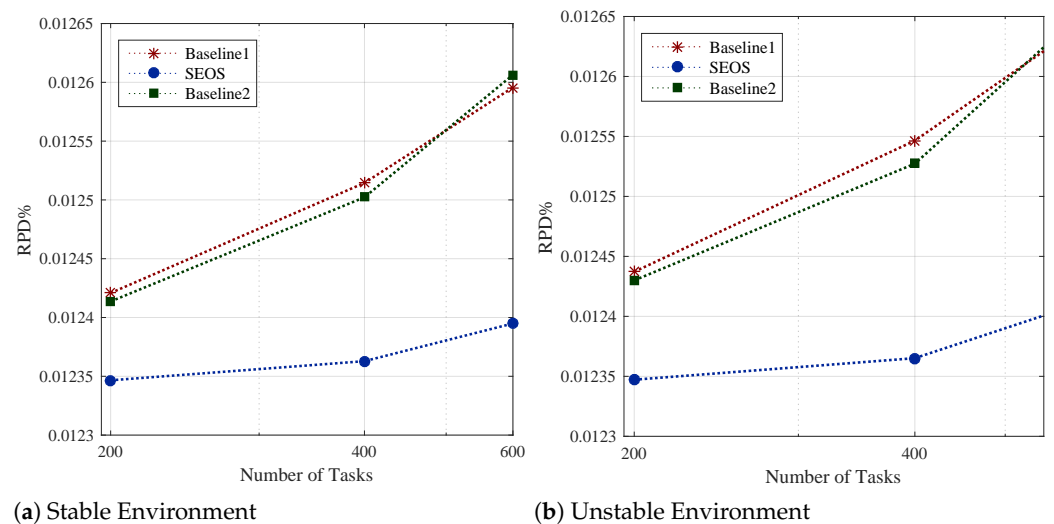 0.01265
0.0126
0.01255
0.0125
0.01245
0.0124
0.01235
0.0123
RPD%
Baseline1
SEOS
Baseline2
200
400
600
Number of Tasks
(a) Stable Environment
0.01265
0.0126
0.01255
0.0125
0.01245
0.0124
0.01235
0.0123
RPD%
Baseline1
SEOS
Baseline2
200
400
Number of Tasks
(b) Unstable Environment